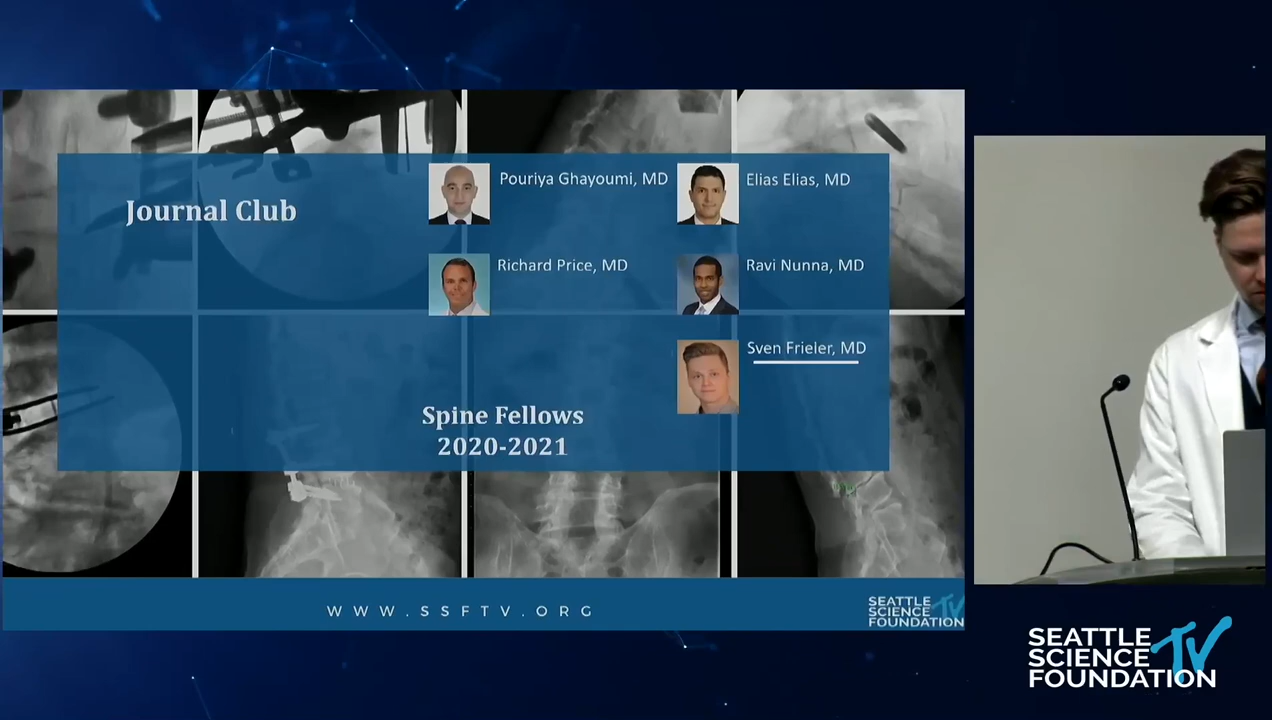 Journal Club
Pouriya Ghayoumi, MD
Elias Elias, MD
Richard Price, MD
Ravi Nunna, MD
Sven Frieler, MD
Spine Fellows
2020-2021
WWW.SSFTV.ORG
SEATTLE
SCIENCE TV
FOUNDATION
SEATTLE
SCIENCE TV
FOUNDATION